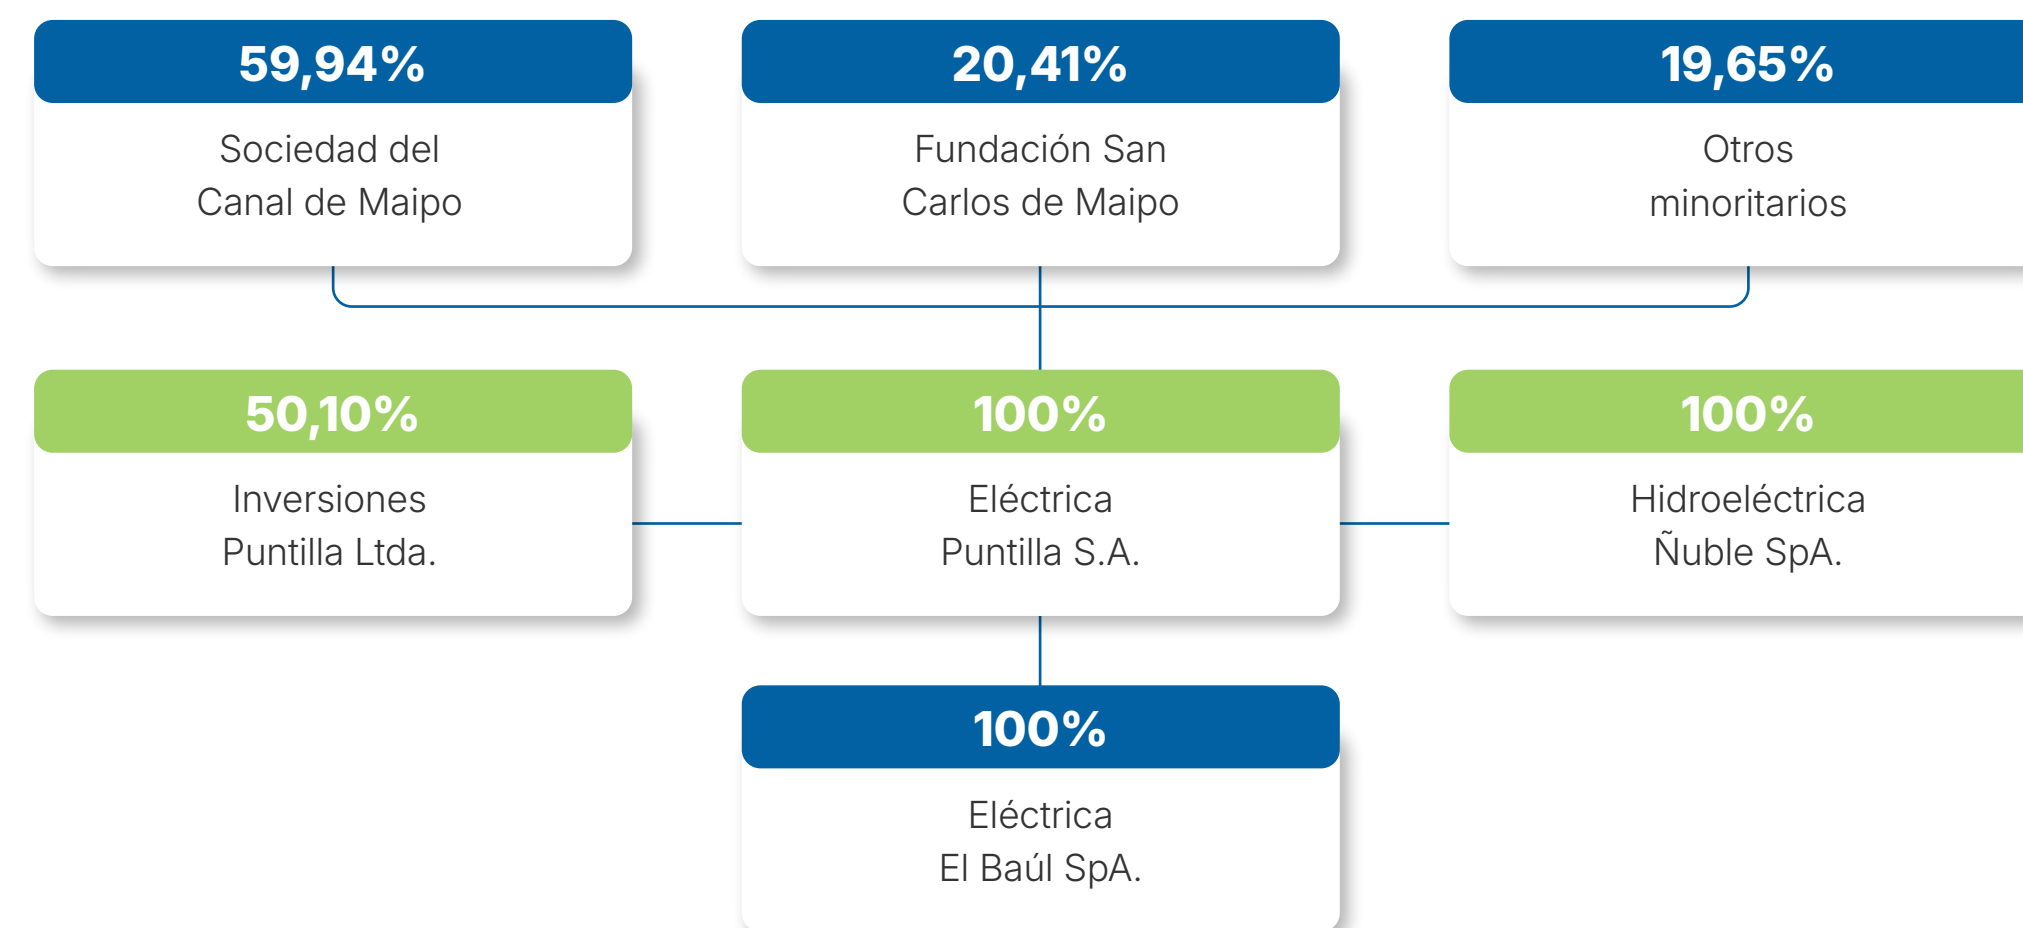 59,94%
Sociedad del
Canal de Maipo
20,41%
Fundación San
Carlos de Maipo
19,65%
Otros
minoritarios
50,10%
Inversiones
Puntilla Ltda.
100%
Eléctrica
Puntilla S.A.
100%
Hidroeléctrica
Ñuble SpA.
100%
Eléctrica
El Baúl SpA.